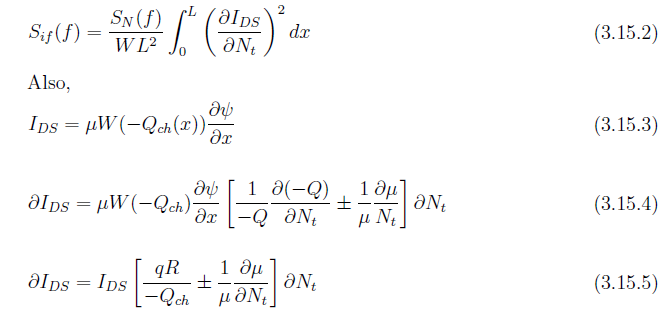 S_{if}(f) = \frac{S_N(f)}{WL^2} \int_0^L \left( \frac{\partial I_{DS}}{\partial N_t} \right)^2 dx (3.15.2)
Also,
I_{DS} = \mu W(-Q_{ch}(x)) \frac{\partial \psi}{\partial x} (3.15.3)
\partial I_{DS} = \mu W(-Q_{ch}) \frac{\partial \psi}{\partial x} \left[ \frac{1}{-Q} \frac{\partial(-Q)}{\partial N_t} \pm \frac{1}{\mu} \frac{\partial \mu}{N_t} \right] \partial N_t (3.15.4)
\partial I_{DS} = I_{DS} \left[ \frac{qR}{-Q_{ch}} \pm \frac{1}{\mu} \frac{\partial \mu}{\partial N_t} \right] \partial N_t (3.15.5)